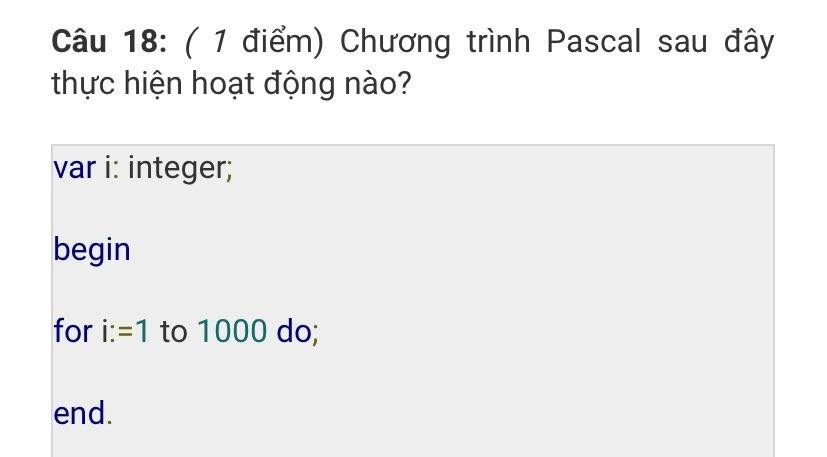 Câu 18: ( 1 điểm) Chương trình Pascal sau đây
thực hiện hoạt động nào?
var i: integer;
begin
for i:=1 to 1000 do;
end.